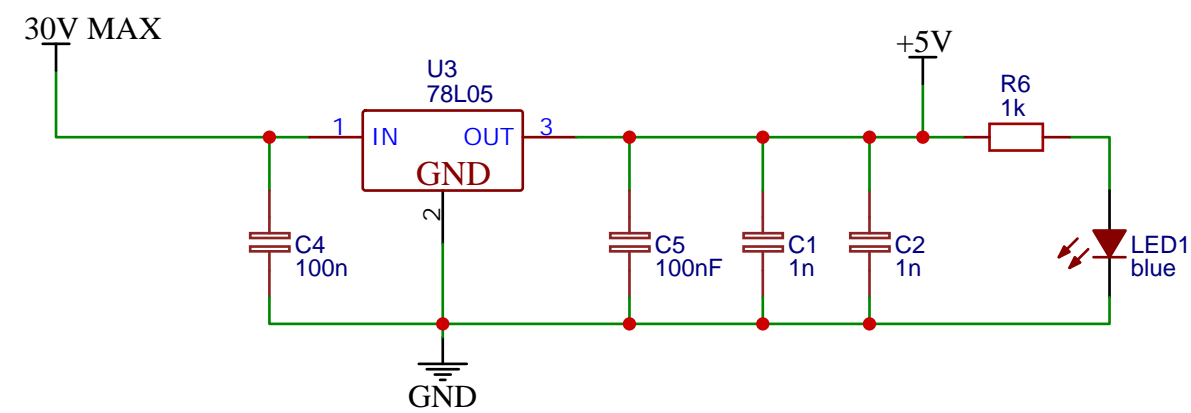 30V MAX
+5V
U3
78L05
R6
1k
1
IN
OUT
3
GND
2
C4
100n
C5
100nF
C1
1n
C2
1n
LED1
blue
GND